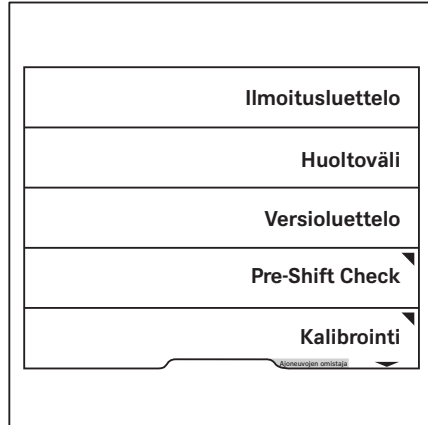 Ilmoitusluettelo
Huoltoväli
Versioluettelo
Pre-Shift Check
Kalibrointi
Ajoneuvojen omistaja